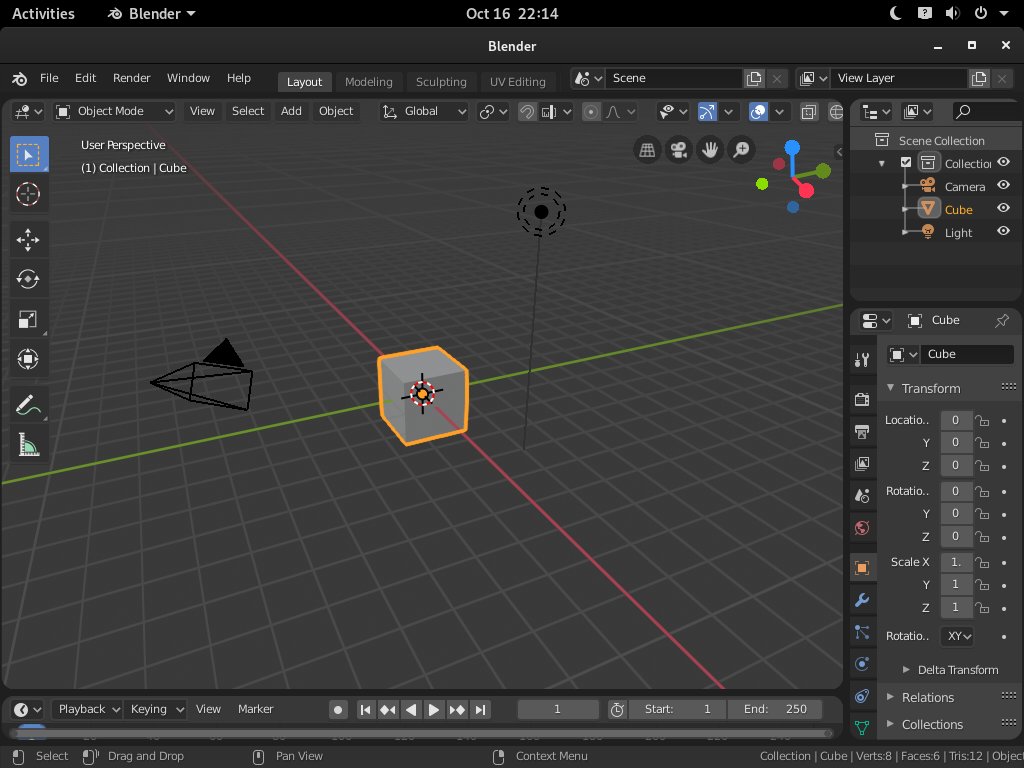 Activities Blender Oct 16 22:14
Blender
File Edit Render Window Help Layout Modeling Sculpting UV Editing Scene View Layer
Object Mode View Select Add Object Global
User Perspective
(1) Collection | Cube
Scene Collection
Collection
Camera
Cube
Light
Cube
Cube
Transform
Locatio.. 0
Y 0
Z 0
Rotatio.. 0
Y 0
Z 0
Scale X 1.
Y 1
Z 1
Rotatio.. XY
Delta Transform
Relations
Collections
Playback Keying View Marker 1 Start: 1 End: 250
Select Drag and Drop Pan View Context Menu Collection | Cube | Verts:8 | Faces:6 | Tris:12 | Objec